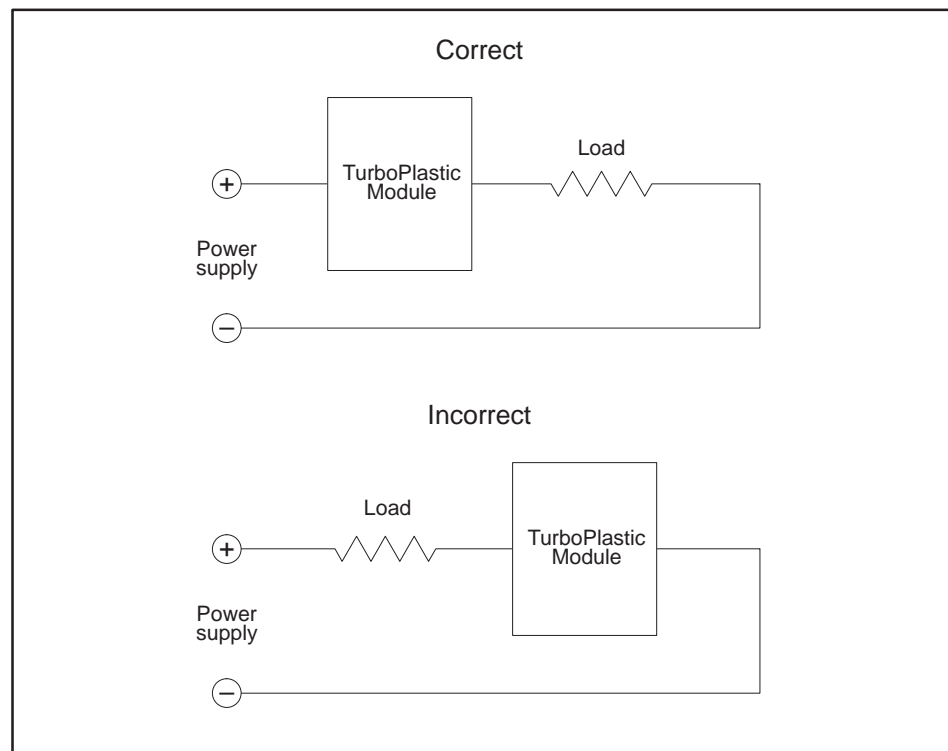 Correct
Load
TurboPlastic
Module
+
Power
supply
−
Incorrect
Load
TurboPlastic
Module
+
Power
supply
−